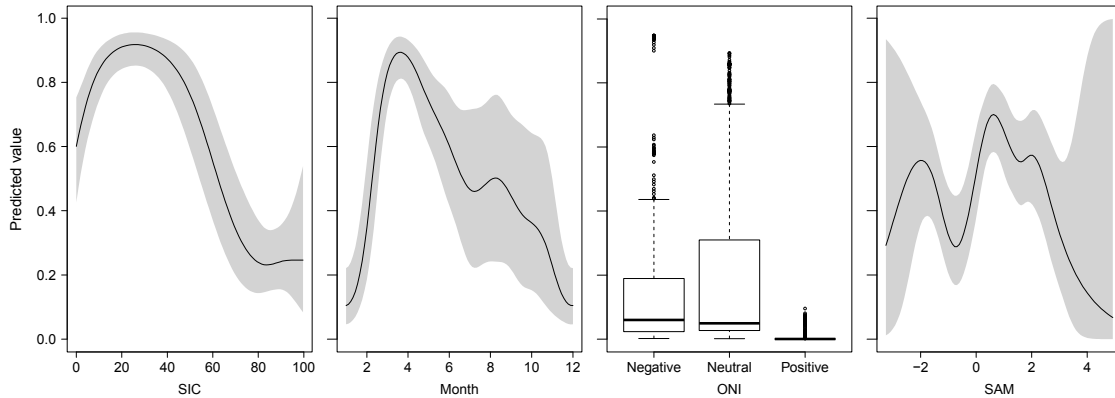 Predicted value
1.0
0.8
0.6
0.4
0.2
0.0
0 20 40 60 80 100
SIC
2 4 6 8 10 12
Month
Negative Neutral Positive
ONI
−2 0 2 4
SAM